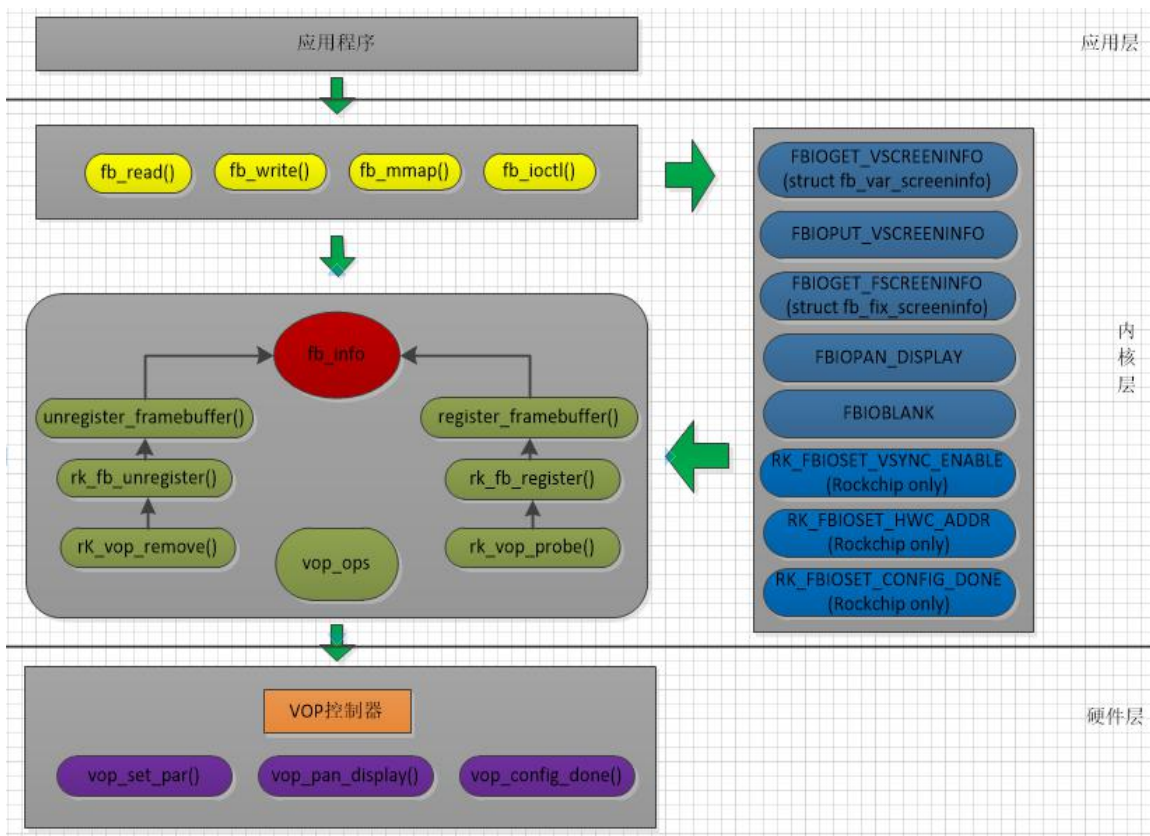 应用程序
应用层
fb_read()
fb_write()
fb_mmap()
fb_ioctl()
FBIOGET_VSCREENINFO
(struct fb_var_screeninfo)
FBIOPUT_VSCREENINFO
FBIOGET_FSCREENINFO
(struct fb_fix_screeninfo)
FBIOPAN_DISPLAY
FBIOBLANK
RK_FBIOSET_VSYNC_ENABLE
(Rockchip only)
RK_FBIOSET_HWC_ADDR
(Rockchip only)
RK_FBIOSET_CONFIG_DONE
(Rockchip only)
内
核
层
fb_info
unregister_framebuffer()
register_framebuffer()
rk_fb_unregister()
rk_fb_register()
rK_vop_remove()
vop_ops
rk_vop_probe()
VOP控制器
硬件层
vop_set_par()
vop_pan_display()
vop_config_done()